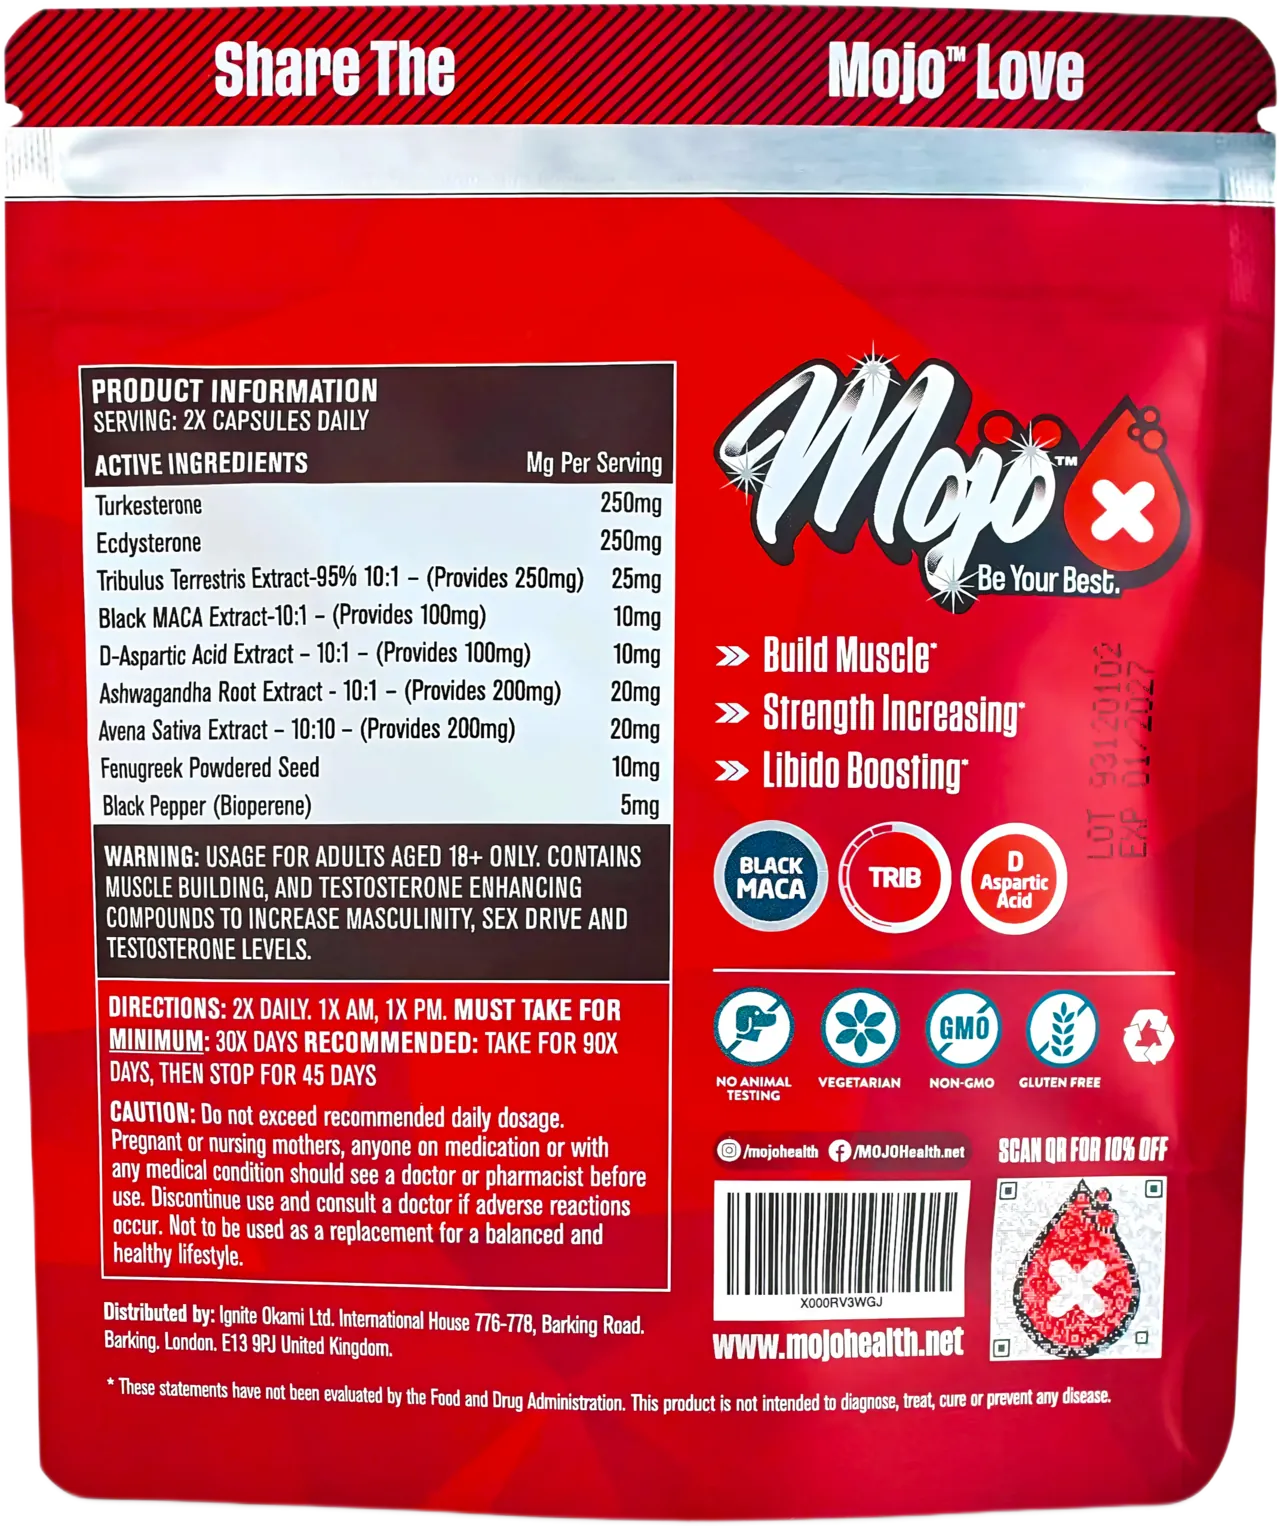 Share The Mojo™ Love
PRODUCT INFORMATION
SERVING: 2X CAPSULES DAILY
ACTIVE INGREDIENTS Mg Per Serving
Turkesterone 250mg
Ecdysterone 250mg
Tribulus Terrestris Extract-95% 10:1 – (Provides 250mg) 25mg
Black MACA Extract-10:1 – (Provides 100mg) 10mg
D-Aspartic Acid Extract – 10:1 – (Provides 100mg) 10mg
Ashwagandha Root Extract - 10:1 – (Provides 200mg) 20mg
Avena Sativa Extract – 10:10 – (Provides 200mg) 20mg
Fenugreek Powdered Seed 10mg
Black Pepper (Bioperene) 5mg
WARNING: USAGE FOR ADULTS AGED 18+ ONLY. CONTAINS
MUSCLE BUILDING, AND TESTOSTERONE ENHANCING
COMPOUNDS TO INCREASE MASCULINITY, SEX DRIVE AND
TESTOSTERONE LEVELS.
DIRECTIONS: 2X DAILY. 1X AM, 1X PM. MUST TAKE FOR
MINIMUM: 30X DAYS RECOMMENDED: TAKE FOR 90X
DAYS, THEN STOP FOR 45 DAYS
CAUTION: Do not exceed recommended daily dosage.
Pregnant or nursing mothers, anyone on medication or with
any medical condition should see a doctor or pharmacist before
use. Discontinue use and consult a doctor if adverse reactions
occur. Not to be used as a replacement for a balanced and
healthy lifestyle.
Distributed by: Ignite Okami Ltd. International House 776-778, Barking Road.
Barking. London. E13 9PJ United Kingdom.
Mojo™
Be Your Best.
Build Muscle*
Strength Increasing*
Libido Boosting*
LOT 93120102
EXP 01/2027
BLACK
MACA
TRIB
D
Aspartic
Acid
NO ANIMAL
TESTING
VEGETARIAN
GMO
NON-GMO
GLUTEN FREE
/mojohealth /MOJOHealth.net
SCAN QR FOR 10% OFF
X000RV3WGJ
www.mojohealth.net
* These statements have not been evaluated by the Food and Drug Administration. This product is not intended to diagnose, treat, cure or prevent any disease.